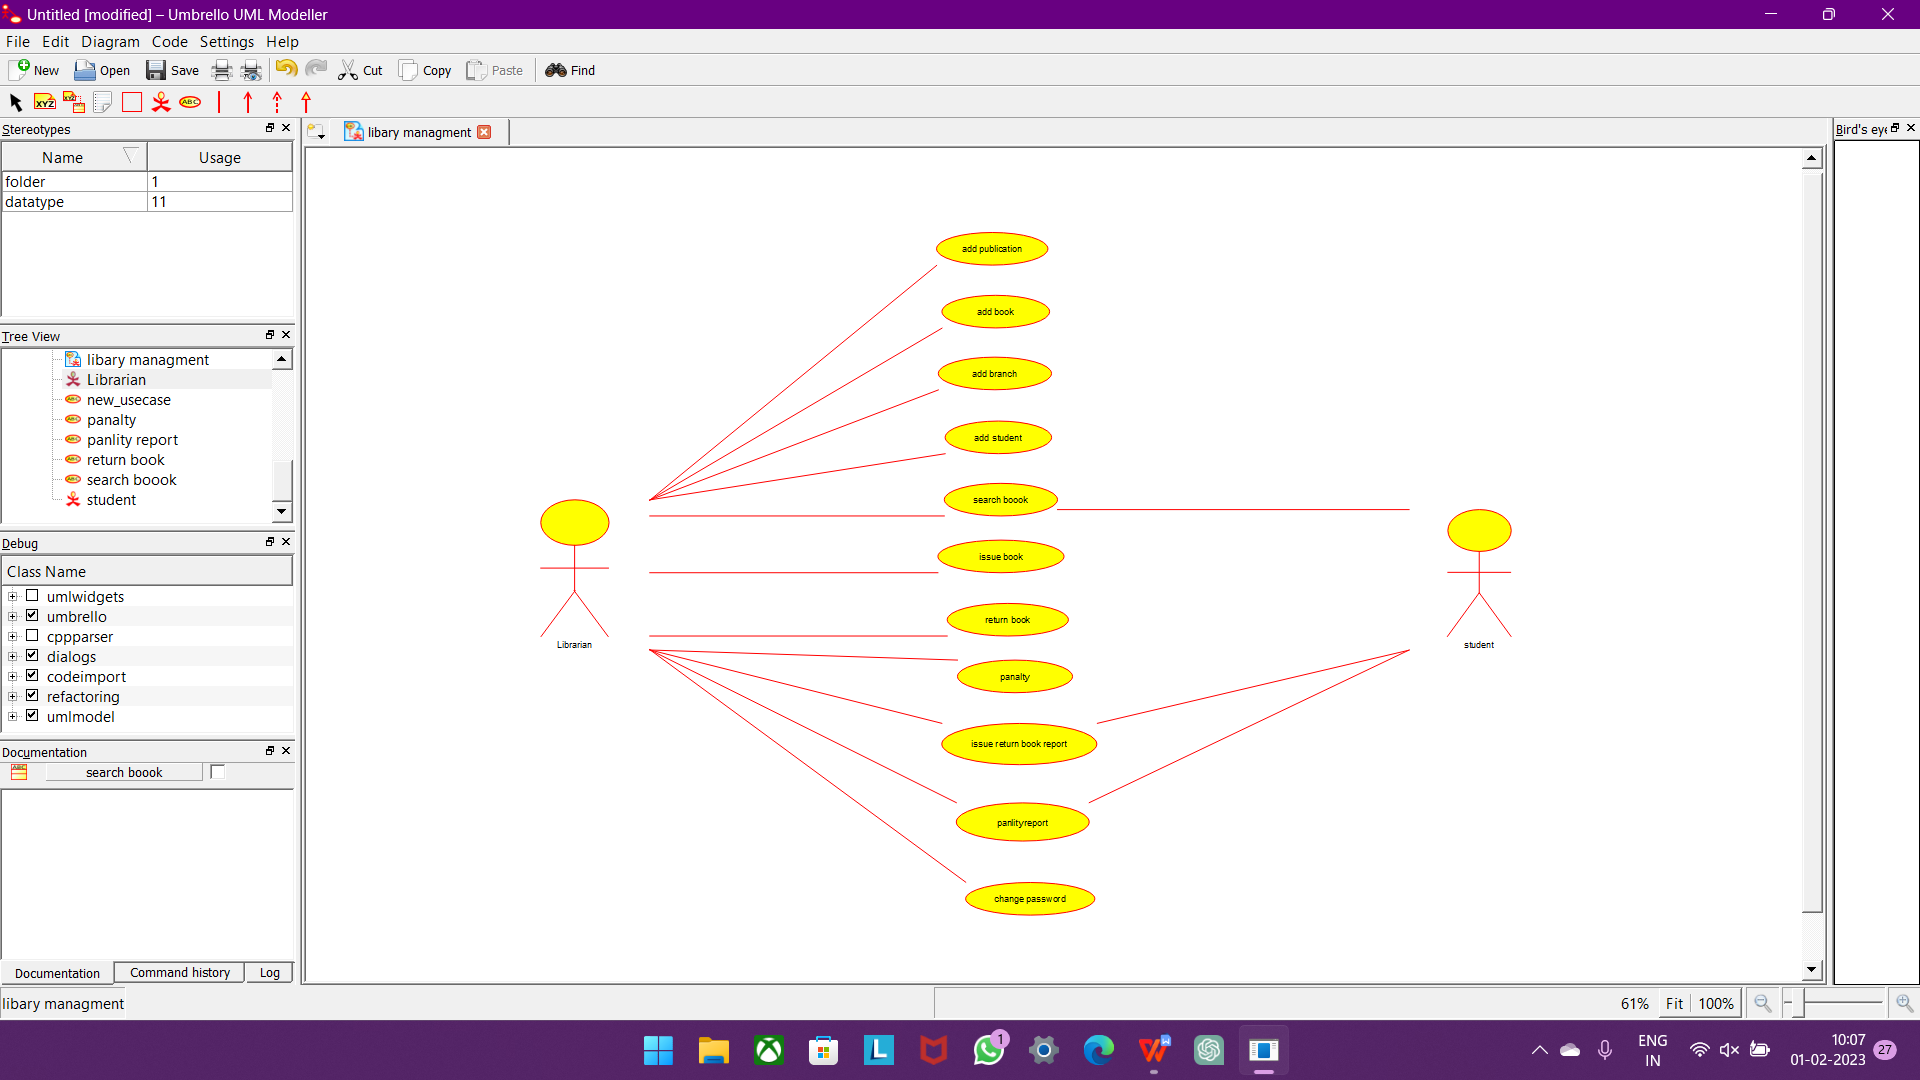 Untitled [modified] – Umbrello UML Modeller
File Edit Diagram Code Settings Help
New Open Save Cut Copy Paste Find
XYZ XYZ ABC
Stereotypes
Name Usage
folder 1
datatype 11
Tree View
libary managment
Librarian
new_usecase
panalty
panlity report
return book
search boook
student
Debug
Class Name
umlwidgets
umbrello
cppparser
dialogs
codeimport
refactoring
umlmodel
Documentation
search boook
Documentation Command history Log
libary managment
libary managment
add publication
add book
add branch
add student
search boook
issue book
return book
panalty
issue return book report
panlityreport
change password
Librarian
student
Bird's eye
61% Fit 100%
1
ENG
IN
10:07
01-02-2023
27